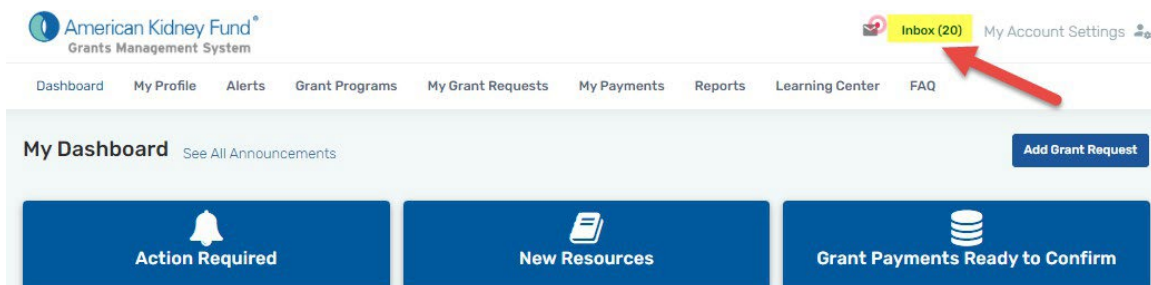 American Kidney Fund®
Grants Management System
Inbox (20) My Account Settings
Dashboard My Profile Alerts Grant Programs My Grant Requests My Payments Reports Learning Center FAQ
My Dashboard See All Announcements Add Grant Request
Action Required New Resources Grant Payments Ready to Confirm